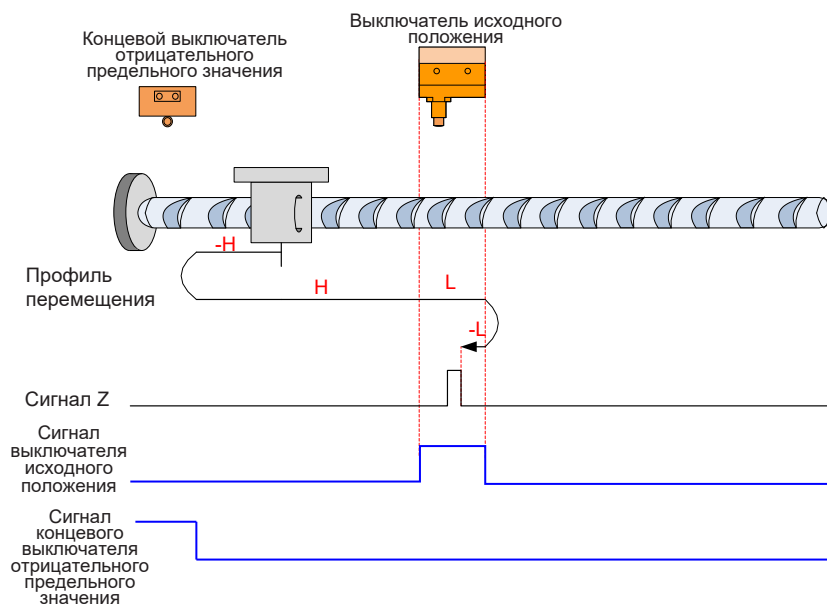 Выключатель исходного
положения
Концевой выключатель
отрицательного
предельного значения
-H
Профиль
перемещения
H
L
-L
Сигнал Z
Сигнал
выключателя
исходного
положения
Сигнал
концевого
выключателя
отрицательного
предельного
значения